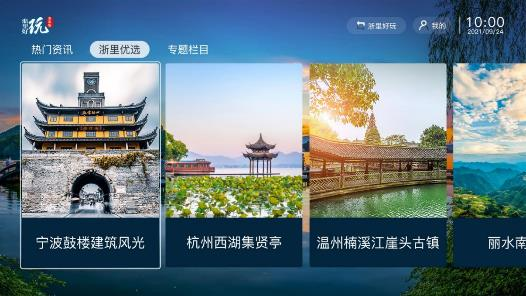 浙里好玩
浙里好玩
我的
10:00
2021/09/24
热门资讯
浙里优选
专题栏目
宁波鼓楼建筑风光
杭州西湖集贤亭
温州楠溪江崖头古镇
丽水南